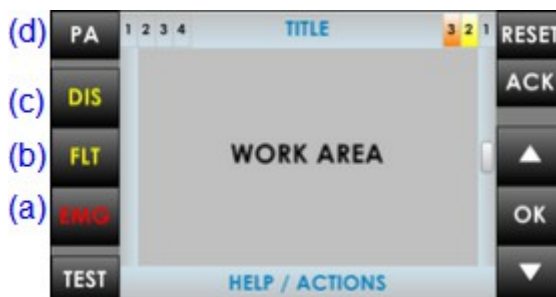 (d) PA 1 2 3 4 TITLE 3 2 1 RESET
(c) DIS ACK
(b) FLT WORK AREA
(a) EMG OK
TEST HELP / ACTIONS